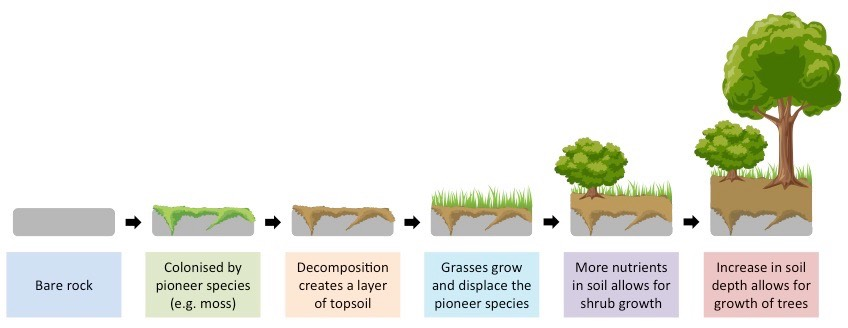 Bare rock
Colonised by
pioneer species
(e.g. moss)
Decomposition
creates a layer
of topsoil
Grasses grow
and displace the
pioneer species
More nutrients
in soil allows for
shrub growth
Increase in soil
depth allows for
growth of trees